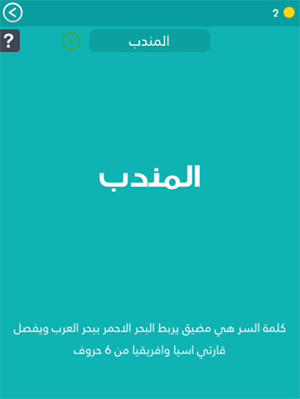 2
?
المندب
المندب
كلمة السر هي مضيق يربط البحر الاحمر ببحر العرب ويفصل
قارتي اسيا وافريقيا من 6 حروف